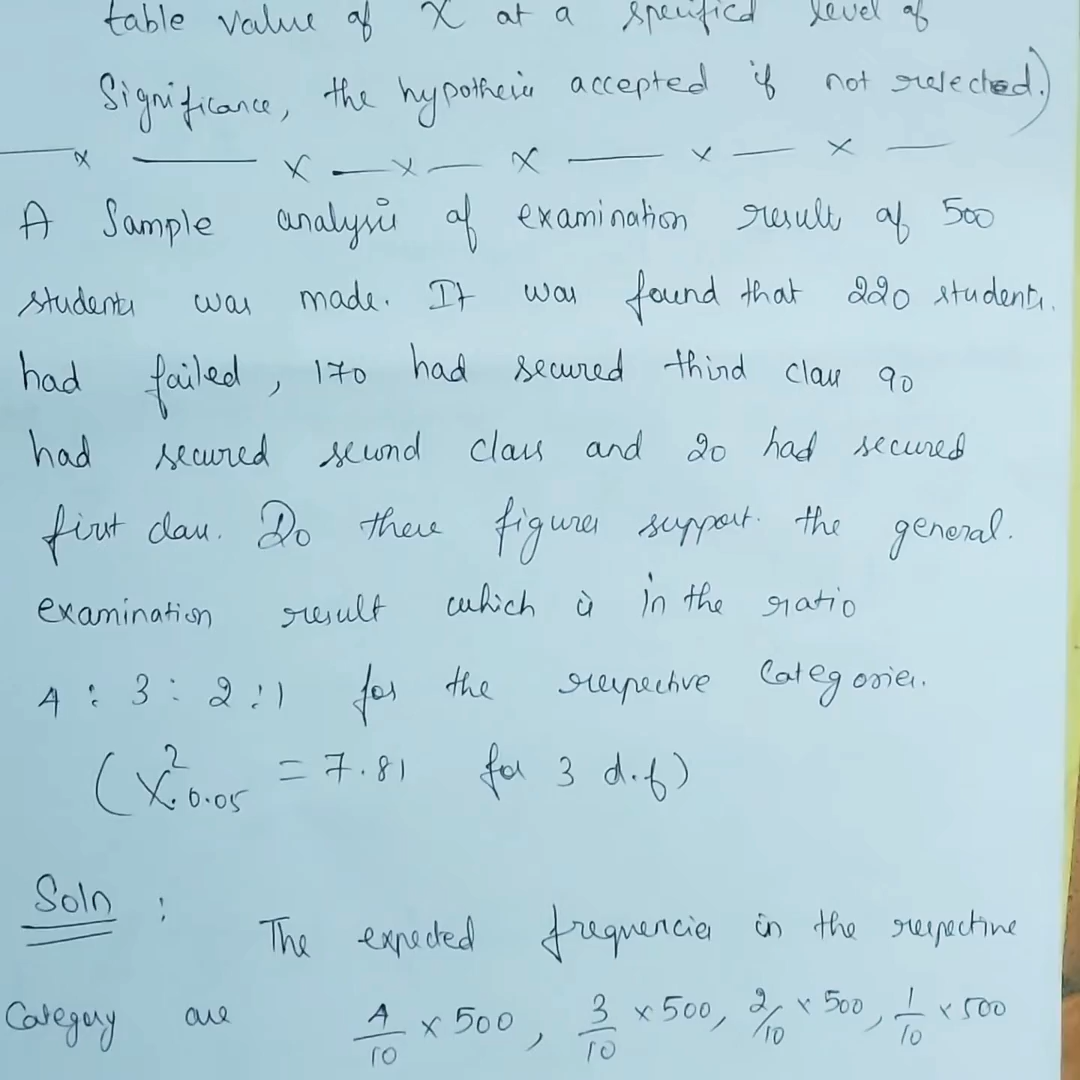 table value of X at a specified level of
Significance, the hypothesis accepted if not rejected.)
x x x x x x
A Sample analysis of examination result of 500
students was made. It was found that 220 students.
had failed, 170 had secured third class 90
had secured second class and 20 had secured
first class. Do these figures support. the general.
examination result which is in the ratio
4 : 3 : 2 : 1 for the respective Categories.
(X².0.05 = 7.81 for 3 d.f)
Soln :
The expected frequencies in the respective
Category are 4/10 × 500, 3/10 × 500, 2/10 × 500, 1/10 × 500